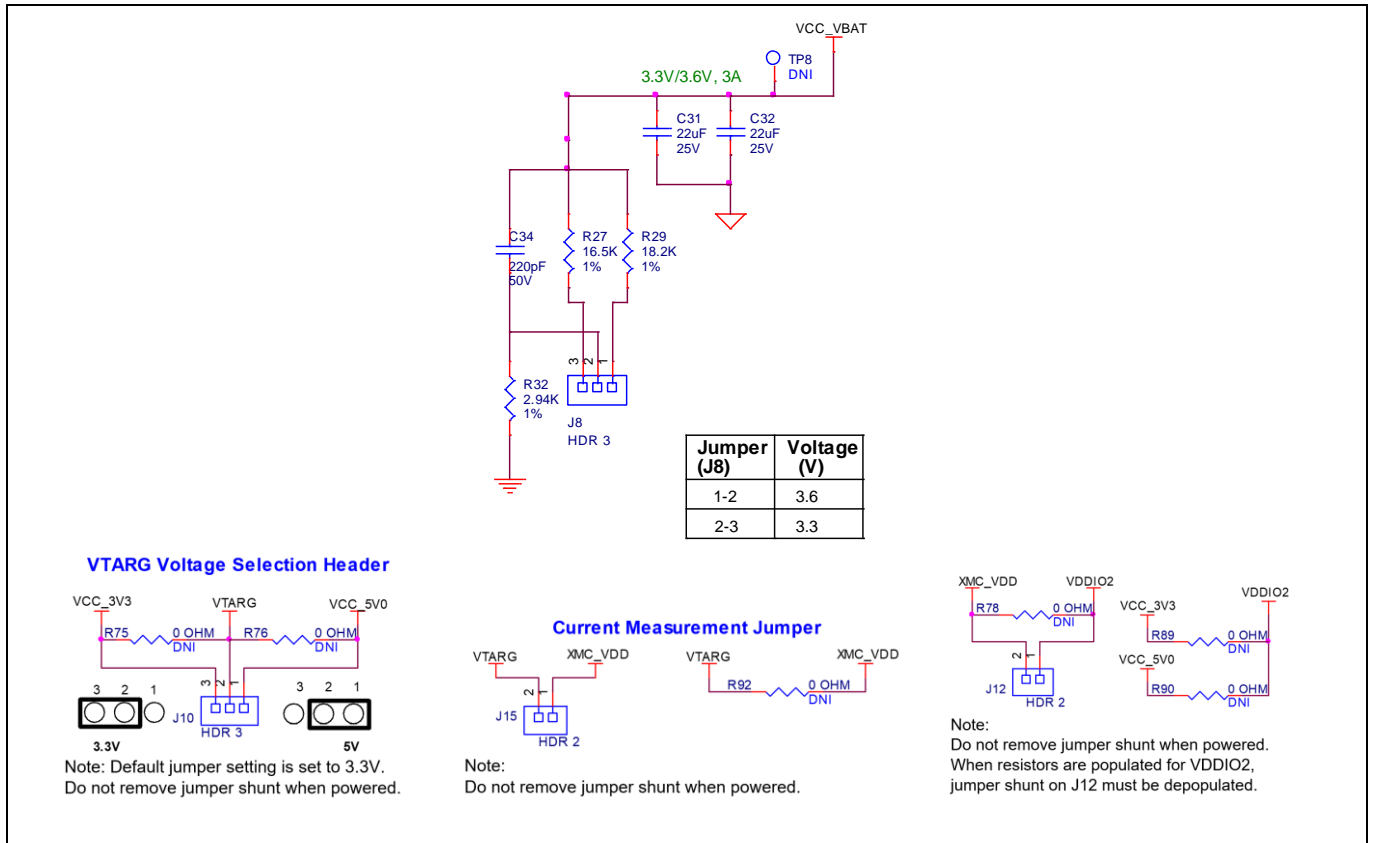 VCC_VBAT
TP8
DNI
3.3V/3.6V, 3A
C31
22uF
25V
C32
22uF
25V
C34
220pF
50V
R27
16.5K
1%
R29
18.2K
1%
3 2 1
R32
2.94K
1%
J8
HDR 3
Jumper (J8) Voltage (V)
1-2 3.6
2-3 3.3
VTARG Voltage Selection Header
VCC_3V3 VTARG VCC_5V0
R75 0 OHM R76 0 OHM
DNI DNI
3 2 1
3 2 1
3 2 1
J10
HDR 3
3.3V 5V
Note: Default jumper setting is set to 3.3V.
Do not remove jumper shunt when powered.
Current Measurement Jumper
VTARG XMC_VDD
2 1
J15
HDR 2
VTARG XMC_VDD
R92 0 OHM
DNI
Note:
Do not remove jumper shunt when powered.
XMC_VDD VDDIO2
R78 0 OHM
DNI
2 1
J12
HDR 2
VCC_3V3 VDDIO2
R89 0 OHM
DNI
VCC_5V0
R90 0 OHM
DNI
Note:
Do not remove jumper shunt when powered.
When resistors are populated for VDDIO2,
jumper shunt on J12 must be depopulated.